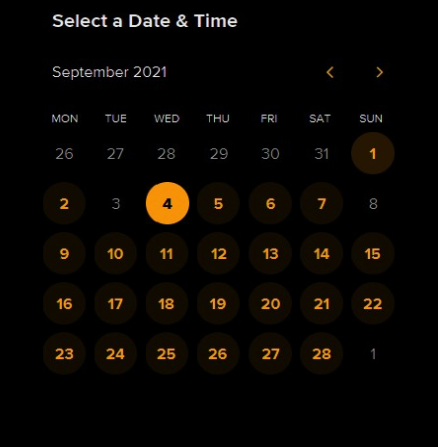 Select a Date & Time
September 2021
MON TUE WED THU FRI SAT SUN
26 27 28 29 30 31 1
2 3 4 5 6 7 8
9 10 11 12 13 14 15
16 17 18 19 20 21 22
23 24 25 26 27 28 1